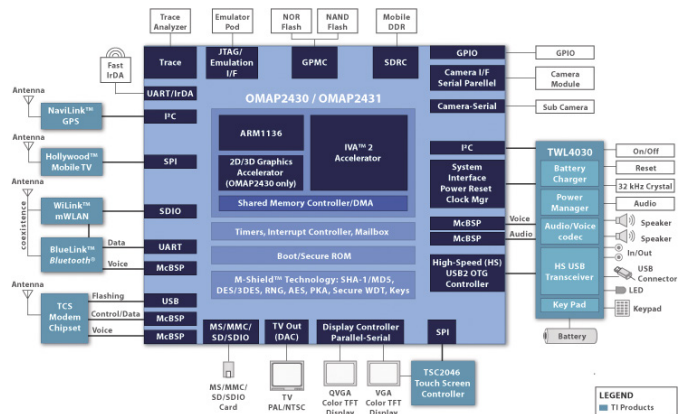 Trace
Analyzer
Emulator
Pod
NOR
Flash
NAND
Flash
Mobile
DDR
Fast
IrDA
Trace
JTAG/
Emulation
I/F
GPMC
SDRC
GPIO
GPIO
Camera I/F
Serial Parellel
Camera
Module
Camera-Serial
Sub Camera
UART/IrDA
Antenna
NaviLink™
GPS
I²C
Antenna
Hollywood™
Mobile TV
SPI
Antenna
WiLink™
mWLAN
SDIO
coexistence
BlueLink™
Bluetooth®
Data
UART
Voice
McBSP
Antenna
TCS
Modem
Chipset
Flashing
USB
Control/Data
McBSP
Voice
McBSP
OMAP2430 / OMAP2431
ARM1136
2D/3D Graphics
Accelerator
(OMAP2430 only)
IVA™ 2
Accelerator
Shared Memory Controller/DMA
Timers, Interrupt Controller, Mailbox
Boot/Secure ROM
M-Shield™ Technology: SHA-1/MD5,
DES/3DES, RNG, AES, PKA, Secure WDT, Keys
I²C
System
Interface
Power Reset
Clock Mgr
McBSP
Voice
McBSP
Audio
High-Speed (HS)
USB2 OTG
Controller
TWL4030
Battery
Charger
Power
Manager
Audio/Voice
codec
HS USB
Transceiver
Key Pad
On/Off
Reset
32 kHz Crystal
Audio
Speaker
Speaker
In/Out
USB
Connector
LED
Keypad
Battery
MS/MMC/
SD/SDIO
TV Out
(DAC)
Display Controller
Parallel-Serial
SPI
MS/MMC/
SD/SDIO
Card
TV
PAL/NTSC
QVGA
Color TFT
Display
VGA
Color TFT
Display
TSC2046
Touch Screen
Controller
LEGEND
TI Products